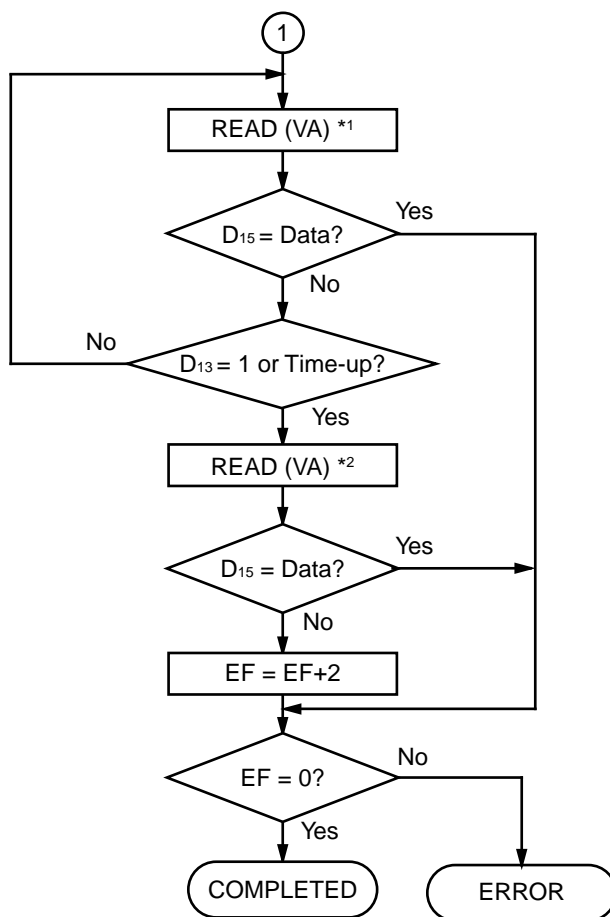 1
READ (VA) *1
Yes
D15 = Data?
No
No
D13 = 1 or Time-up?
Yes
READ (VA) *2
Yes
D15 = Data?
No
EF = EF+2
No
EF = 0?
Yes
COMPLETED
ERROR